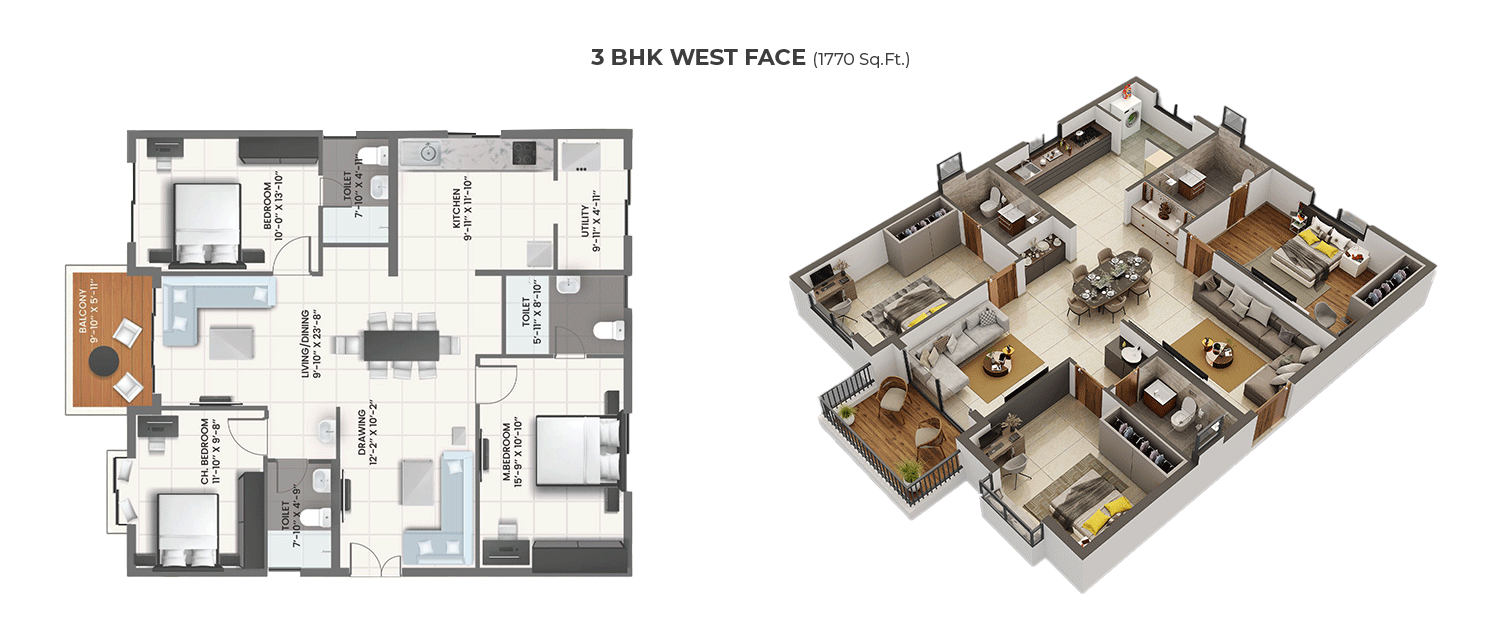 3 BHK WEST FACE (1770 Sq.Ft.)
BEDROOM
10'-0" X 13'-10"
TOILET
7'-10" X 4'-11"
KITCHEN
9'-11" X 11'-10"
UTILITY
9'-11" X 4'-11"
BALCONY
9'-10" X 5'-11"
LIVING/DINING
9'-10" X 23'-8"
TOILET
5'-11" X 8'-10"
CH. BEDROOM
11'-10" X 9'-8"
TOILET
7'-10" X 4'-9"
DRAWING
12'-2" X 10'-2"
M.BEDROOM
15'-9" X 10'-10"